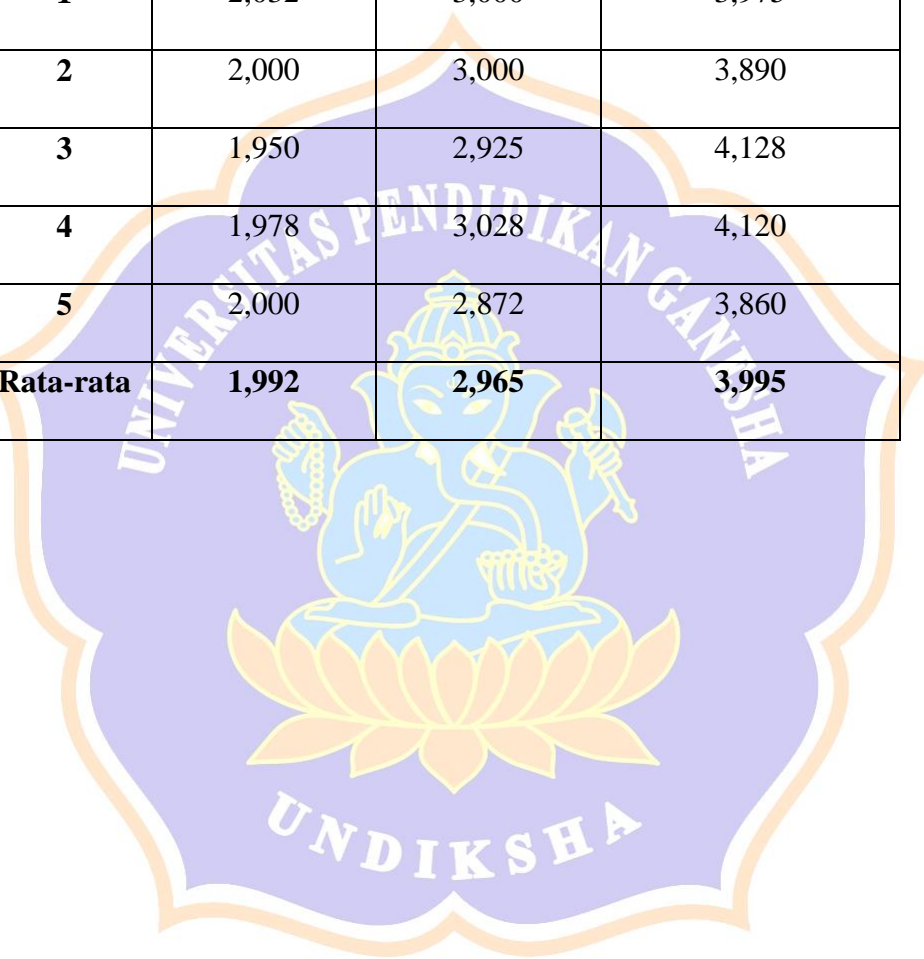 2 2,000 3,000 3,890
3 1,950 2,925 4,128
4 1,978 3,028 4,120
5 2,000 2,872 3,860
Rata-rata 1,992 2,965 3,995
UNIVERSITAS PENDIDIKAN GANESHA
UNDIKSHA